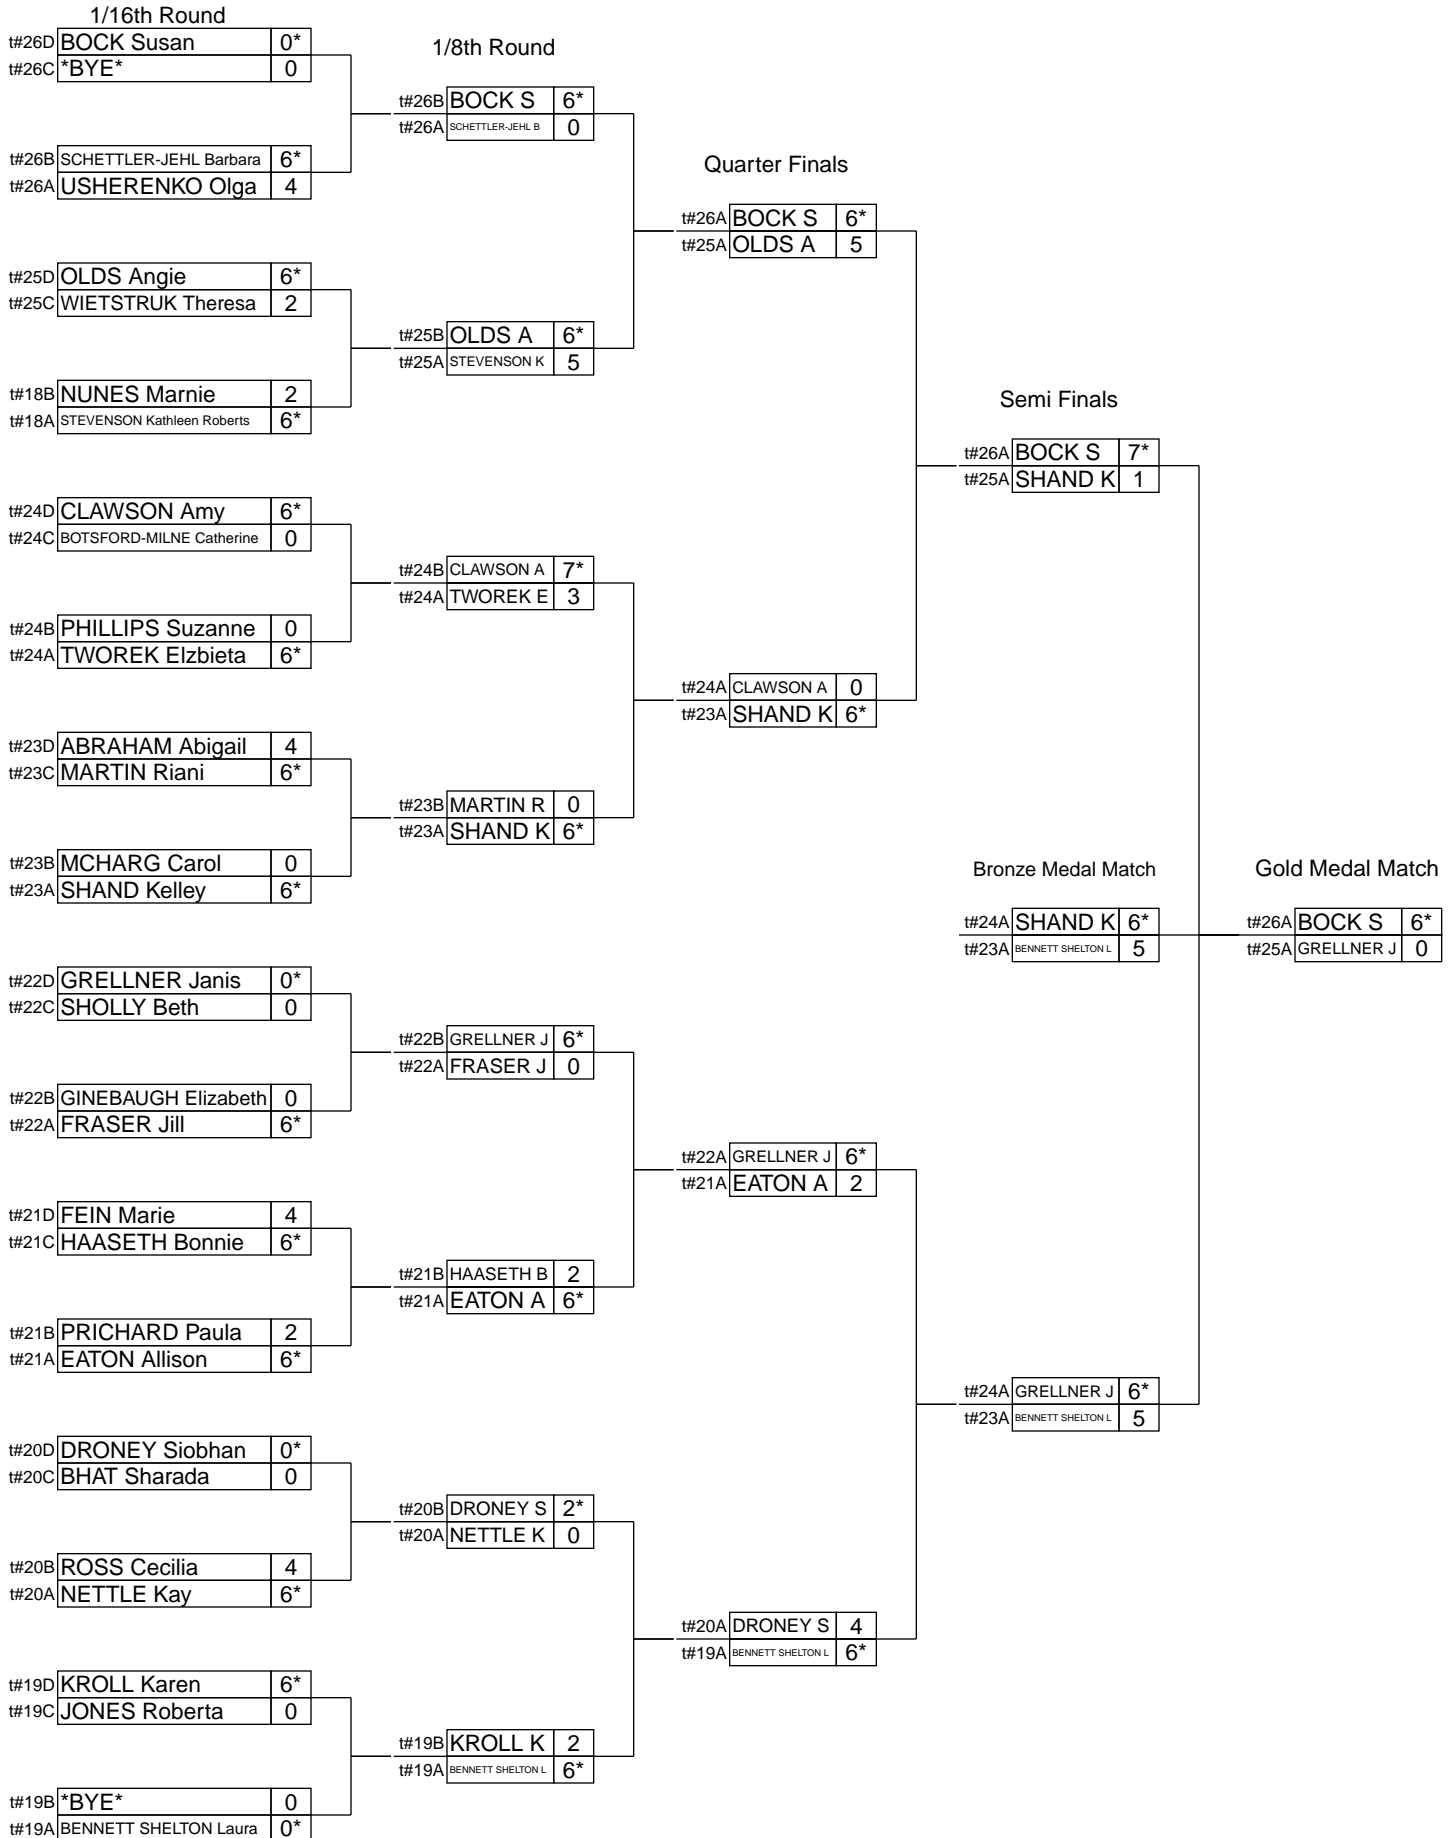 1/16th Round
t#26D BOCK Susan 0*
t#26C *BYE* 0
t#26B SCHETTLER-JEHL Barbara 6*
t#26A USHERENKO Olga 4
t#25D OLDS Angie 6*
t#25C WIETSTRUK Theresa 2
t#18B NUNES Marnie 2
t#18A STEVENSON Kathleen Roberts 6*
t#24D CLAWSON Amy 6*
t#24C BOTSFORD-MILNE Catherine 0
t#24B PHILLIPS Suzanne 0
t#24A TWOREK Elzbieta 6*
t#23D ABRAHAM Abigail 4
t#23C MARTIN Riani 6*
t#23B MCHARG Carol 0
t#23A SHAND Kelley 6*
t#22D GRELLNER Janis 0*
t#22C SHOLLY Beth 0
t#22B GINEBAUGH Elizabeth 0
t#22A FRASER Jill 6*
t#21D FEIN Marie 4
t#21C HAASETH Bonnie 6*
t#21B PRICHARD Paula 2
t#21A EATON Allison 6*
t#20D DRONEY Siobhan 0*
t#20C BHAT Sharada 0
t#20B ROSS Cecilia 4
t#20A NETTLE Kay 6*
t#19D KROLL Karen 6*
t#19C JONES Roberta 0
t#19B *BYE* 0
t#19A BENNETT SHELTON Laura 0*
1/8th Round
t#26B BOCK S 6*
t#26A SCHETTLER-JEHL B 0
t#25B OLDS A 6*
t#25A STEVENSON K 5
t#24B CLAWSON A 7*
t#24A TWOREK E 3
t#23B MARTIN R 0
t#23A SHAND K 6*
t#22B GRELLNER J 6*
t#22A FRASER J 0
t#21B HAASETH B 2
t#21A EATON A 6*
t#20B DRONEY S 2*
t#20A NETTLE K 0
t#19B KROLL K 2
t#19A BENNETT SHELTON L 6*
Quarter Finals
t#26A BOCK S 6*
t#25A OLDS A 5
t#24A CLAWSON A 0
t#23A SHAND K 6*
t#22A GRELLNER J 6*
t#21A EATON A 2
t#20A DRONEY S 4
t#19A BENNETT SHELTON L 6*
Semi Finals
t#26A BOCK S 7*
t#25A SHAND K 1
t#24A GRELLNER J 6*
t#23A BENNETT SHELTON L 5
Bronze Medal Match
t#24A SHAND K 6*
t#23A BENNETT SHELTON L 5
Gold Medal Match
t#26A BOCK S 6*
t#25A GRELLNER J 0